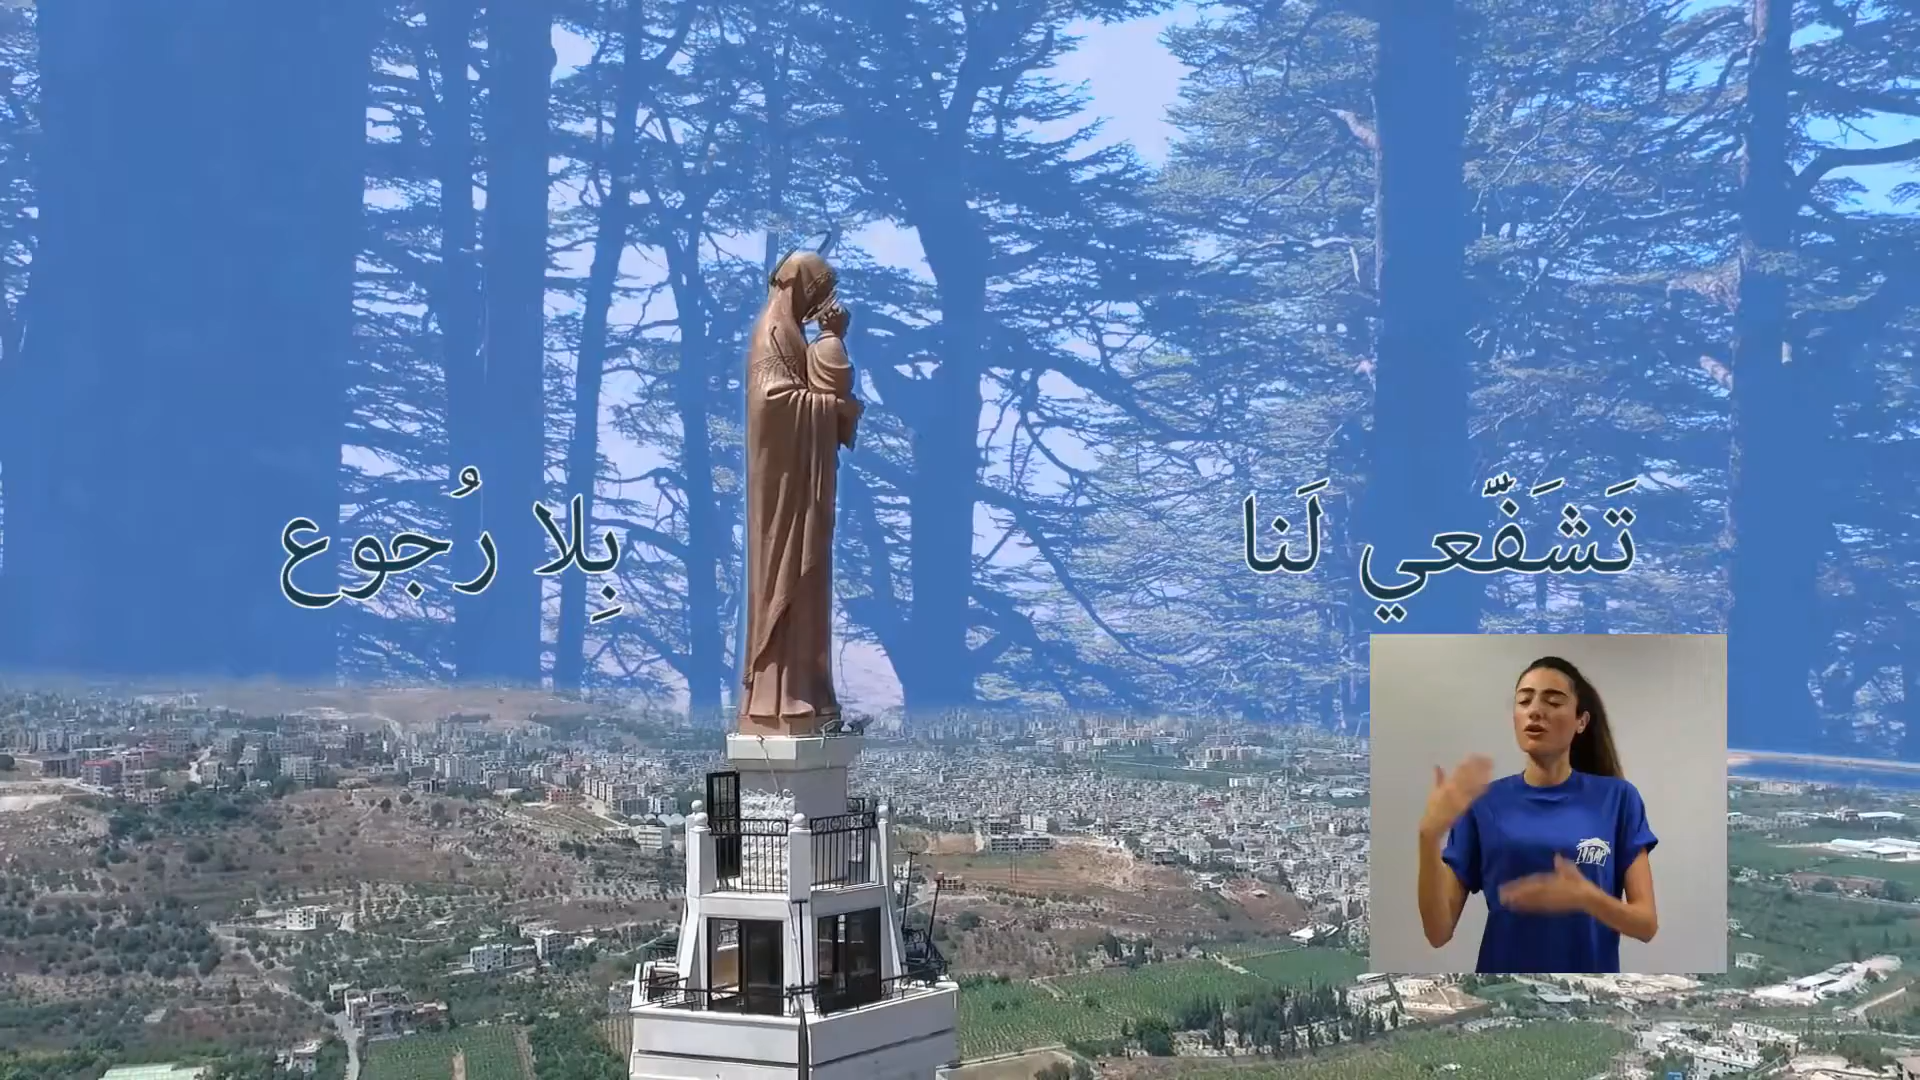 تَشَفَّعي لَنا بِلا رُجوع